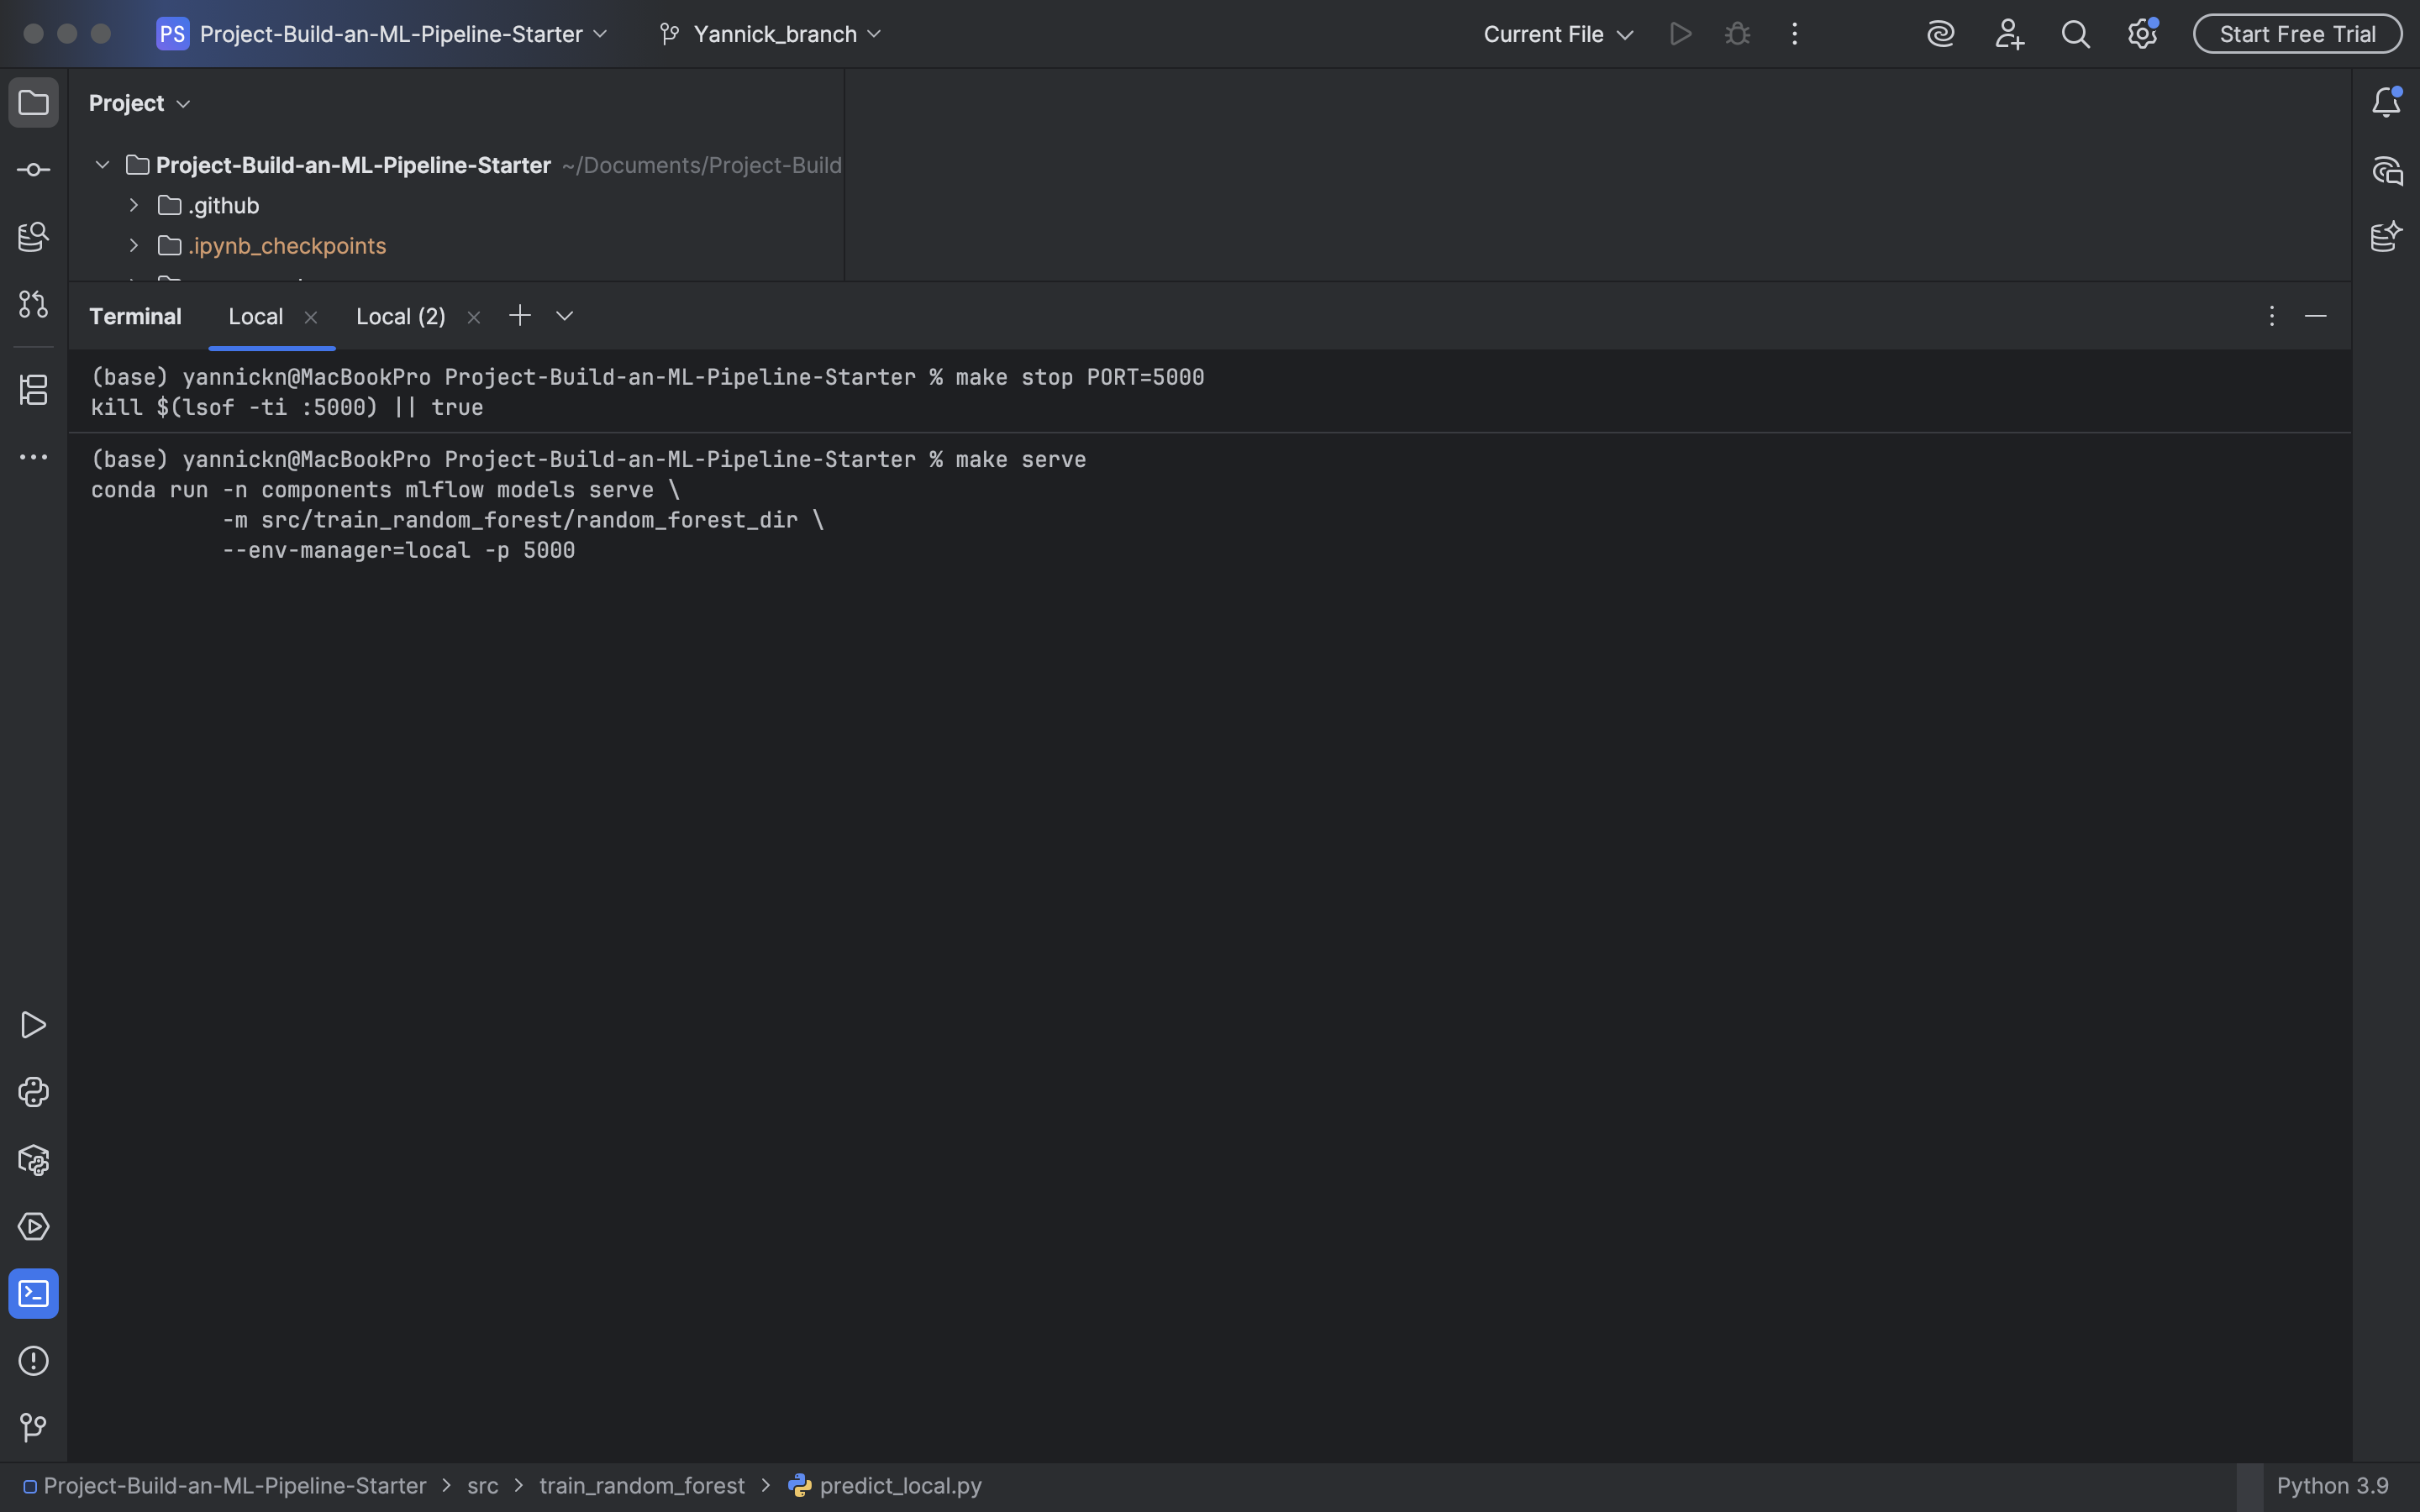 PS Project-Build-an-ML-Pipeline-Starter Yannick_branch Current File Start Free Trial
Project
Project-Build-an-ML-Pipeline-Starter ~/Documents/Project-Build
.github
.ipynb_checkpoints
Terminal Local Local (2)
(base) yannickn@MacBookPro Project-Build-an-ML-Pipeline-Starter % make stop PORT=5000
kill $(lsof -ti :5000) || true
(base) yannickn@MacBookPro Project-Build-an-ML-Pipeline-Starter % make serve
conda run -n components mlflow models serve \
-m src/train_random_forest/random_forest_dir \
--env-manager=local -p 5000
Project-Build-an-ML-Pipeline-Starter > src > train_random_forest > predict_local.py Python 3.9